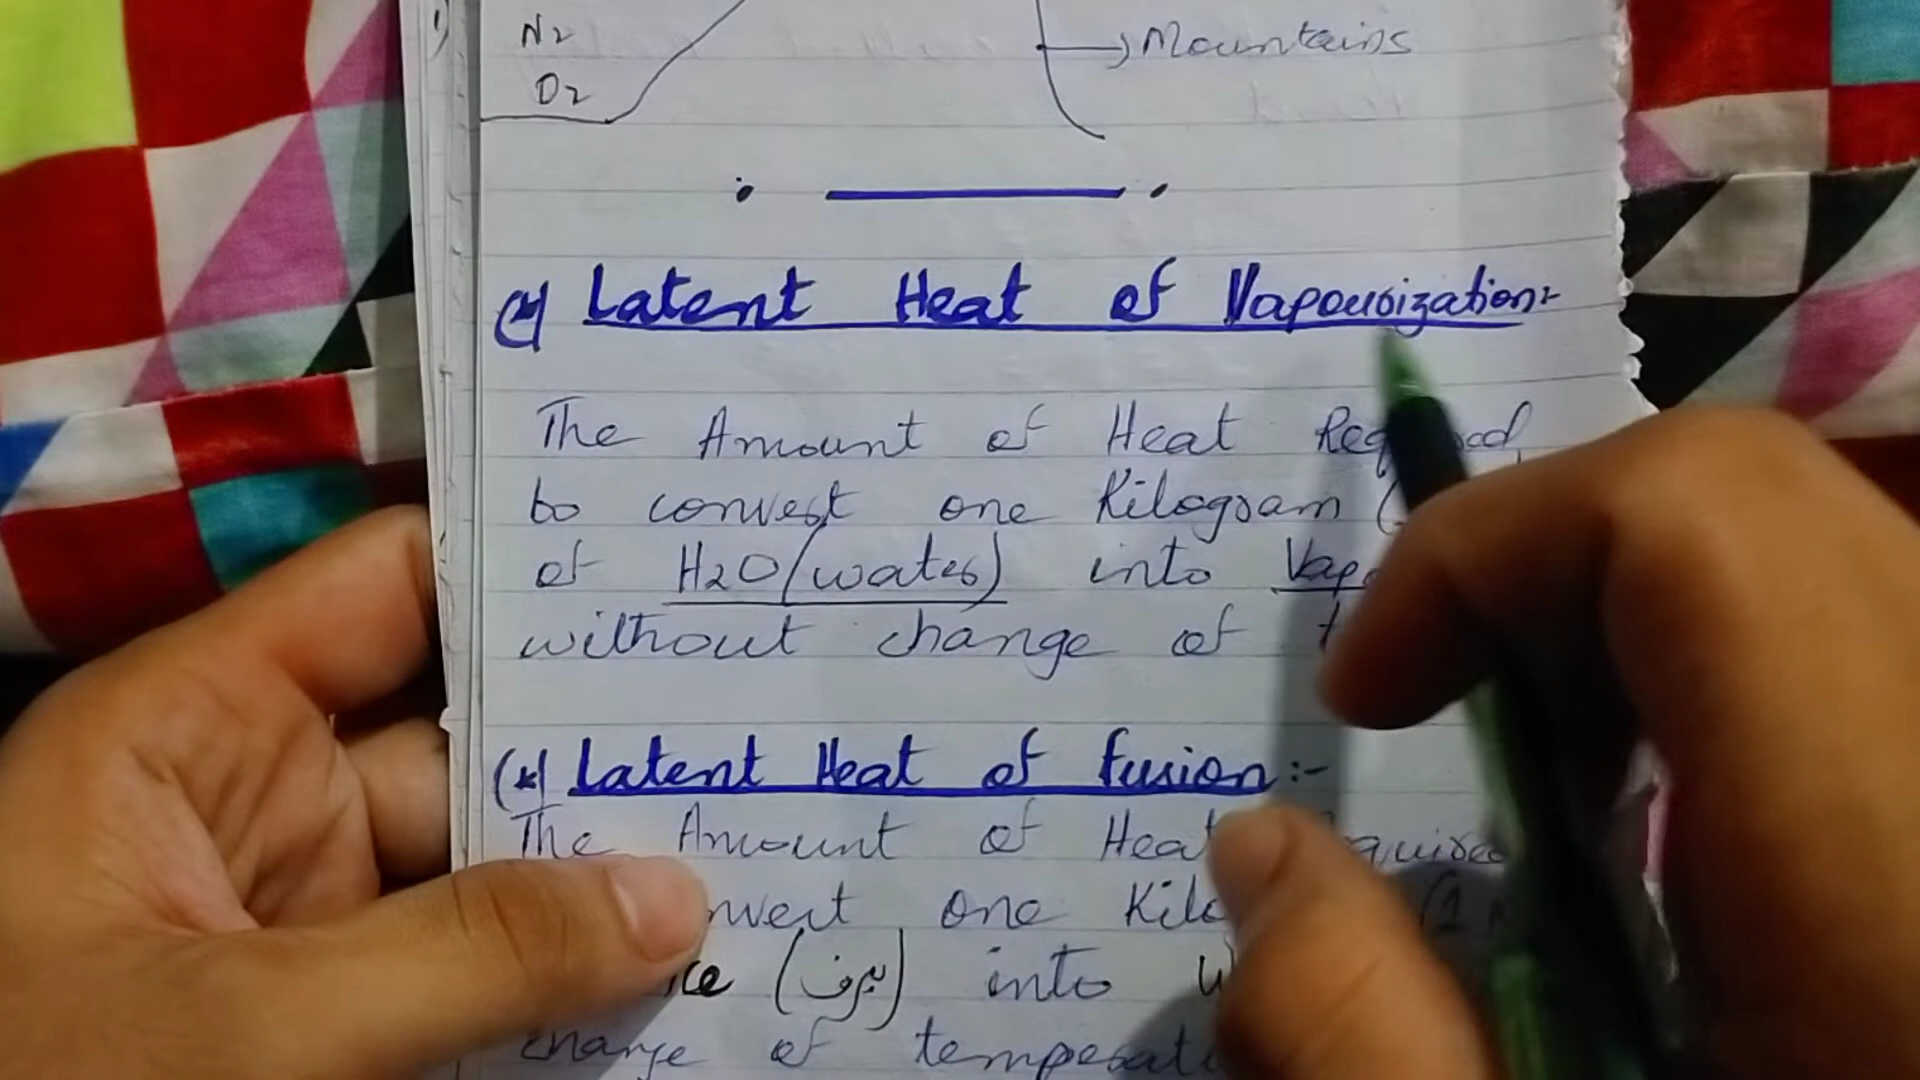 N2
O2
Mountains
(*) Latent Heat of Vapourization:-
The Amount of Heat
to convert one Kilogram (
of H2O (water) into
without change of
(*) Latent Heat of Fusion:-
The Amount of Heat
one
(برف) into
change of